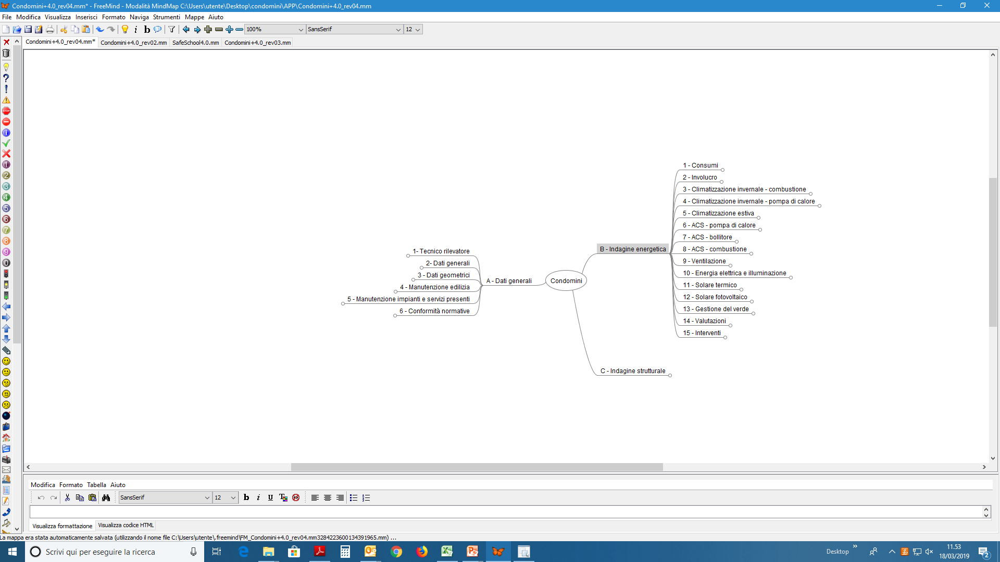 Condomini+4.0_rev04.mm* - FreeMind - Modalità MindMap C:\Users\utente\Desktop\condomìni\APP\Condomini+4.0_rev04.mm
File Modifica Visualizza Inserisci Formato Naviga Strumenti Mappe Aiuto
100% SansSerif 12
Condomini+4.0_rev04.mm* Condomini+4.0_rev02.mm SafeSchool4.0.mm Condomini+4.0_rev03.mm
1- Tecnico rilevatore
2- Dati generali
3 - Dati geometrici
4 - Manutenzione edilizia
5 - Manutenzione impianti e servizi presenti
6 - Conformità normative
A - Dati generali
Condomini
B - Indagine energetica
1 - Consumi
2 - Involucro
3 - Climatizzazione invernale - combustione
4 - Climatizzazione invernale - pompa di calore
5 - Climatizzazione estiva
6 - ACS - pompa di calore
7 - ACS - bollitore
8 - ACS - combustione
9 - Ventilazione
10 - Energia elettrica e illuminazione
11 - Solare termico
12 - Solare fotovoltaico
13 - Gestione del verde
14 - Valutazioni
15 - Interventi
C - Indagine strutturale
Modifica Formato Tabella Aiuto
SansSerif 12
Visualizza formattazione Visualizza codice HTML
La mappa era stata automaticamente salvata (utilizzando il nome file C:\Users\utente\.freemind\FM_Condomini+4.0_rev04.mm3284223600134391965.mm) ...
Scrivi qui per eseguire la ricerca
Desktop
11.53
18/03/2019
2